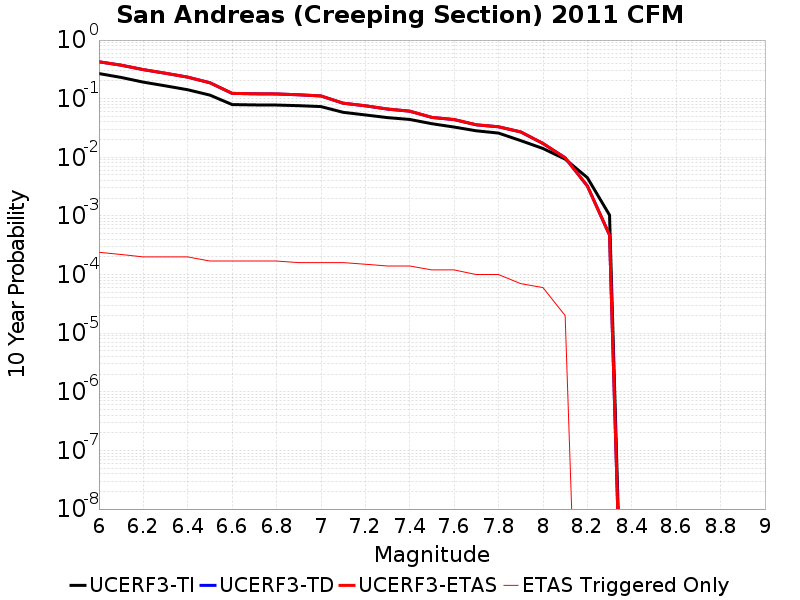 San Andreas (Creeping Section) 2011 CFM
10 Year Probability
10^0
10^-1
10^-2
10^-3
10^-4
10^-5
10^-6
10^-7
10^-8
6 6.2 6.4 6.6 6.8 7 7.2 7.4 7.6 7.8 8 8.2 8.4 8.6 8.8 9
Magnitude
UCERF3-TI UCERF3-TD UCERF3-ETAS ETAS Triggered Only